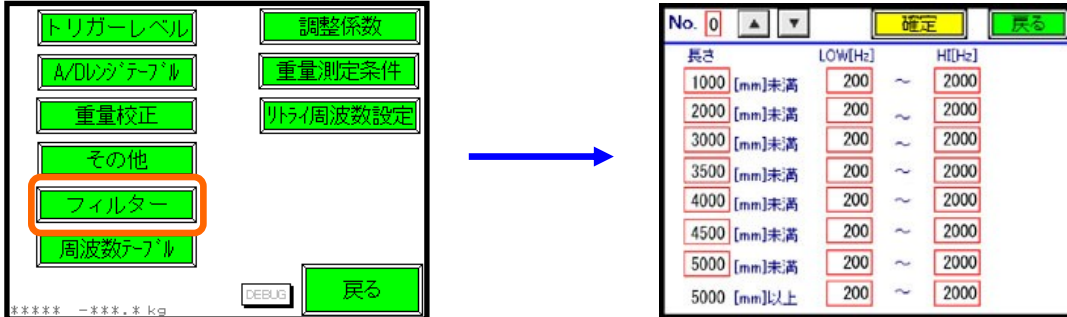 トリガーレベル 調整係数
A/Dﾚﾝｼﾞﾃｰﾌﾞﾙ 重量測定条件
重量校正 ﾘﾄﾗｲ周波数設定
その他
フィルター
周波数ﾃｰﾌﾞﾙ
DEBUG 戻る
***** -***.* kg
No. 0 ▲ ▼ 確定 戻る
長さ LOW[Hz] HI[Hz]
1000 [mm]未満 200 ～ 2000
2000 [mm]未満 200 ～ 2000
3000 [mm]未満 200 ～ 2000
3500 [mm]未満 200 ～ 2000
4000 [mm]未満 200 ～ 2000
4500 [mm]未満 200 ～ 2000
5000 [mm]未満 200 ～ 2000
5000 [mm]以上 200 ～ 2000